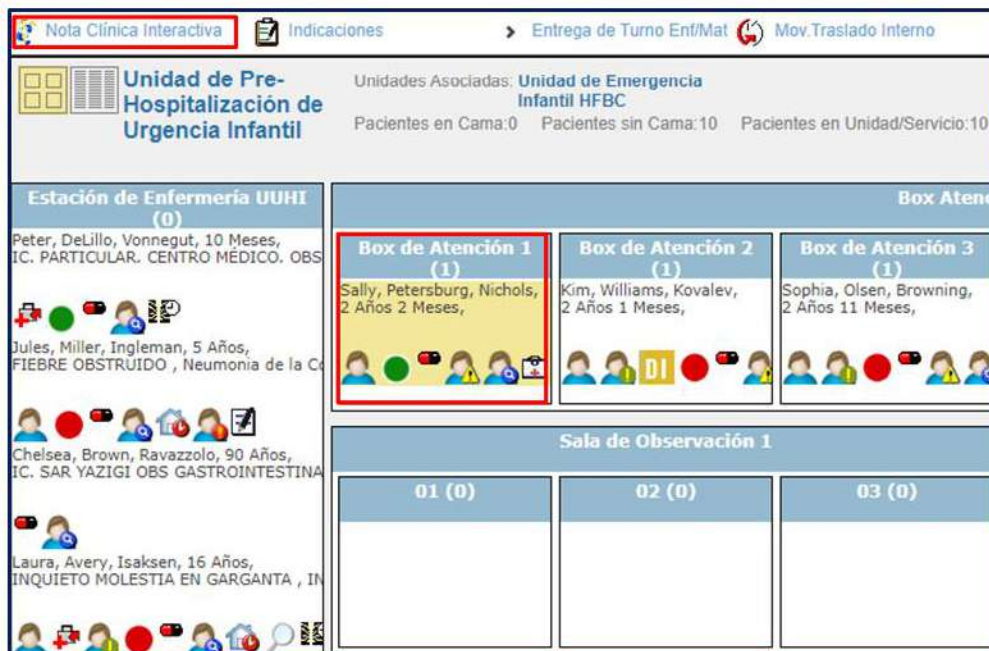 Nota Clínica Interactiva
Indicaciones
Entrega de Turno Enf/Mat
Mov.Traslado Interno
Unidad de Pre-
Hospitalización de
Urgencia Infantil
Unidades Asociadas: Unidad de Emergencia
Infantil HFBC
Pacientes en Cama:0 Pacientes sin Cama:10 Pacientes en Unidad/Servicio:10
Estación de Enfermería UUHI
(0)
Peter, DeLillo, Vonnegut, 10 Meses,
IC. PARTICULAR. CENTRO MÉDICO. OBS
Jules, Miller, Ingleman, 5 Años,
FIEBRE OBSTRUIDO , Neumonia de la Co
Chelsea, Brown, Ravazzolo, 90 Años,
IC. SAR YAZIGI OBS GASTROINTESTINA
Laura, Avery, Isaksen, 16 Años,
INQUIETO MOLESTIA EN GARGANTA , IN
Box Atenc
Box de Atención 1
(1)
Sally, Petersburg, Nichols,
2 Años 2 Meses,
Box de Atención 2
(1)
Kim, Williams, Kovalev,
2 Años 1 Meses,
DI
Box de Atención 3
(1)
Sophia, Olsen, Browning,
2 Años 11 Meses,
Sala de Observación 1
01 (0)
02 (0)
03 (0)